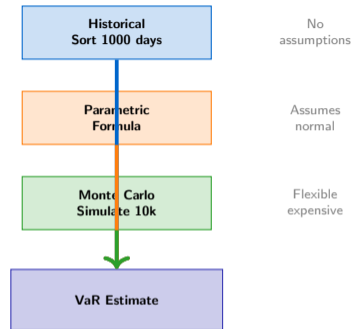 Historical
Sort 1000 days
No
assumptions
Parametric
Formula
Assumes
normal
Monte Carlo
Simulate 10k
Flexible
expensive
VaR Estimate